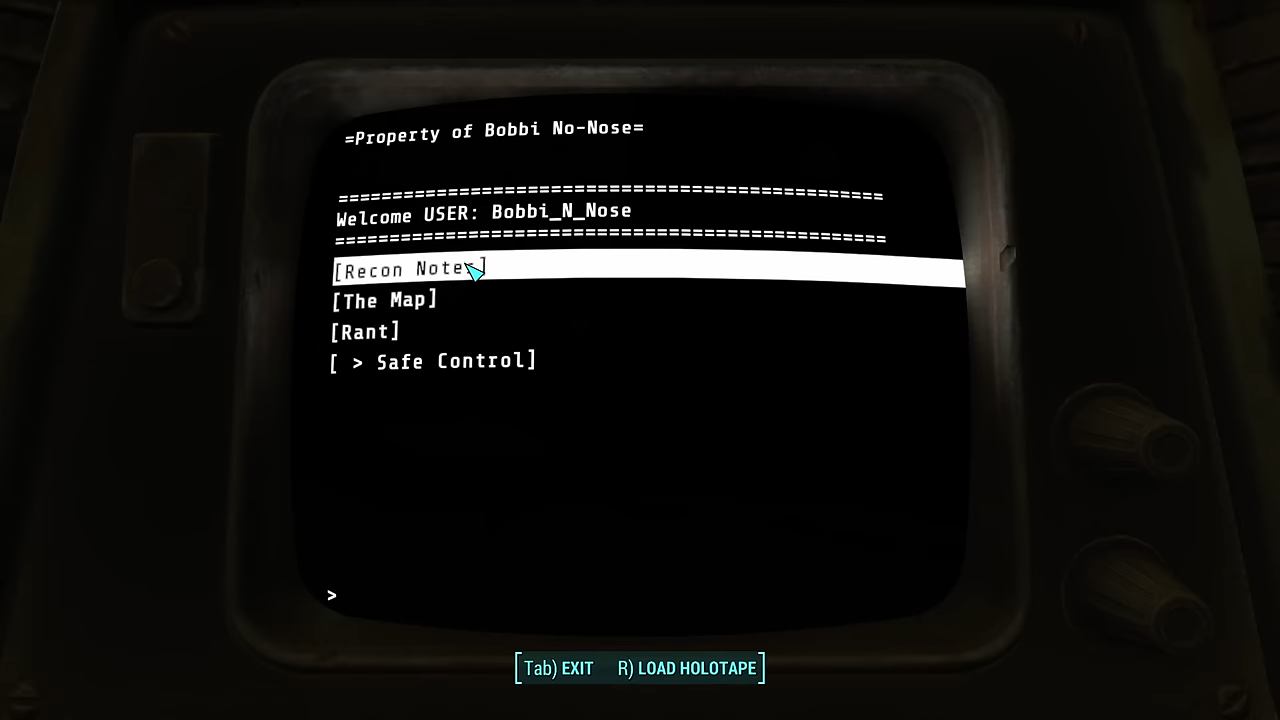 =Property of Bobbi No-Nose=
=============================================
Welcome USER: Bobbi_N_Nose
=============================================
[Recon Notes]
[The Map]
[Rant]
[ > Safe Control]
>
[Tab) EXIT R) LOAD HOLOTAPE]